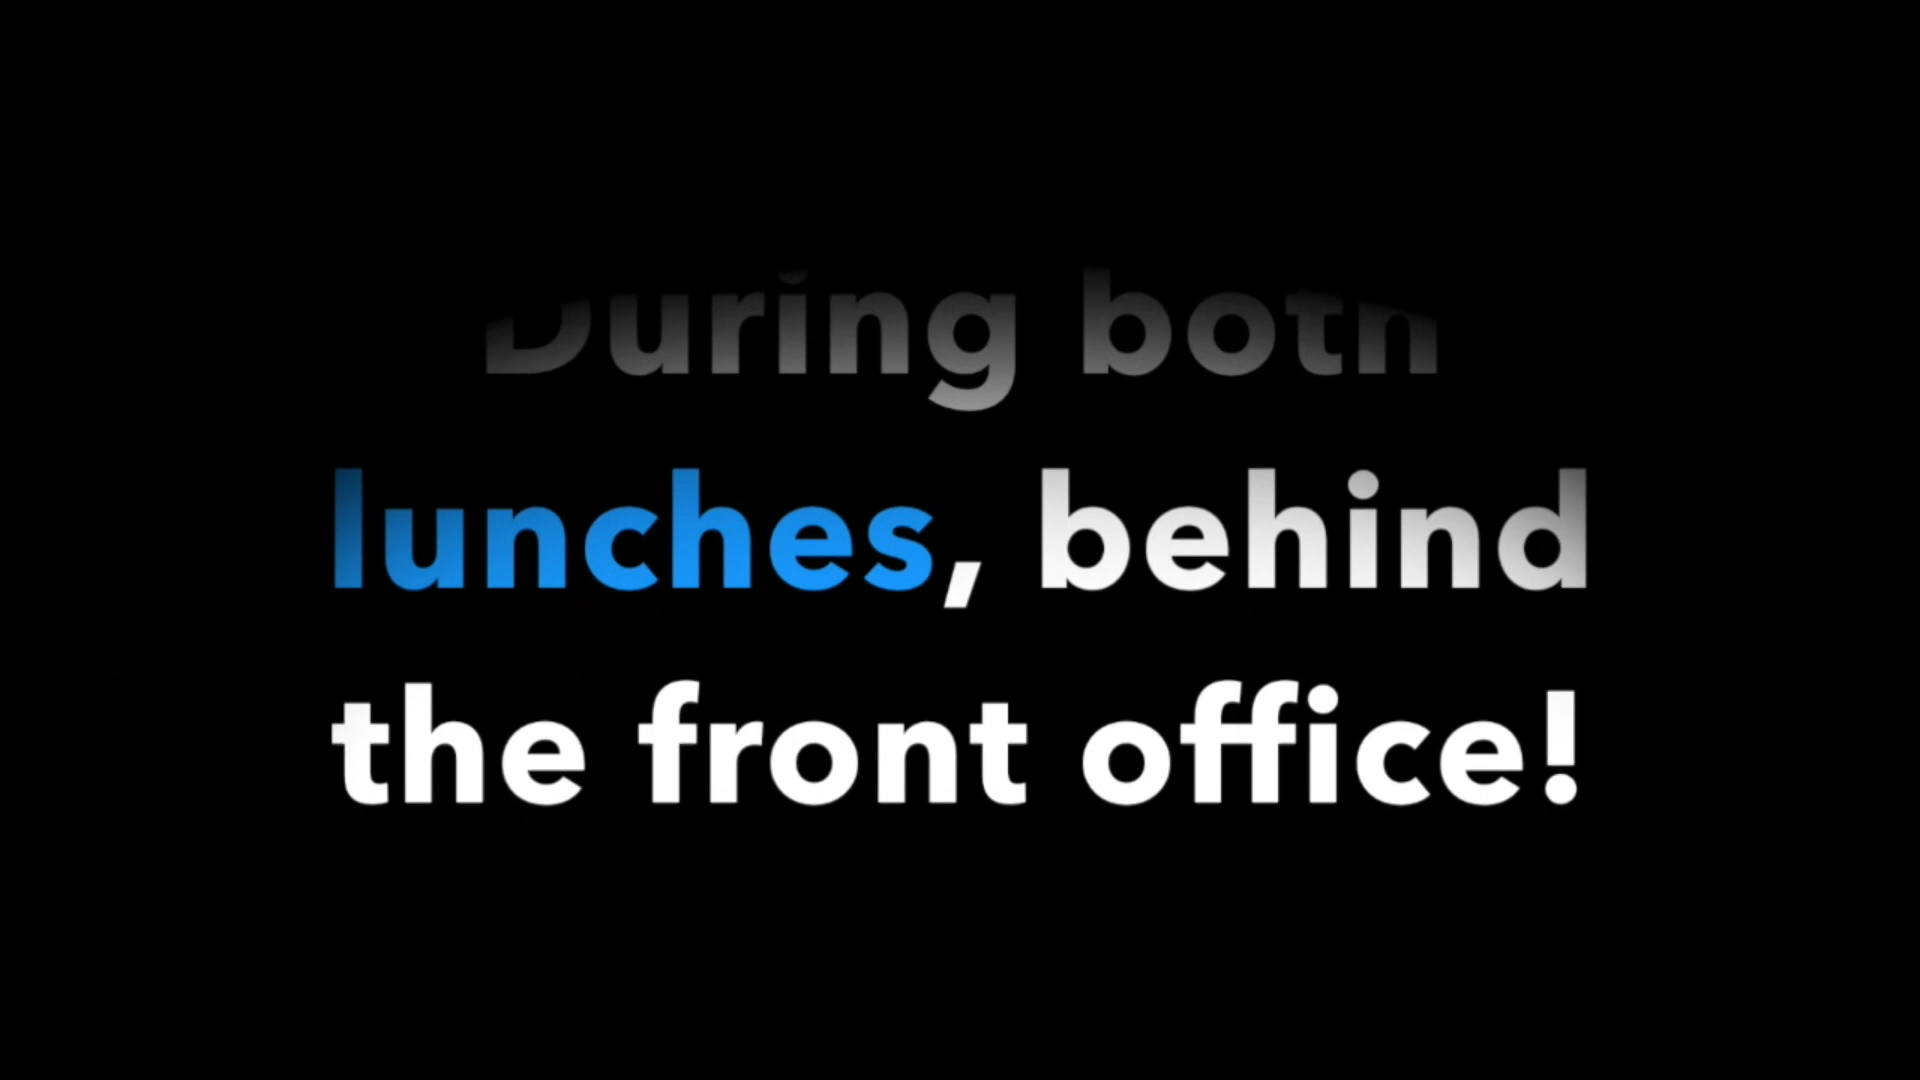 During both
lunches, behind
the front office!